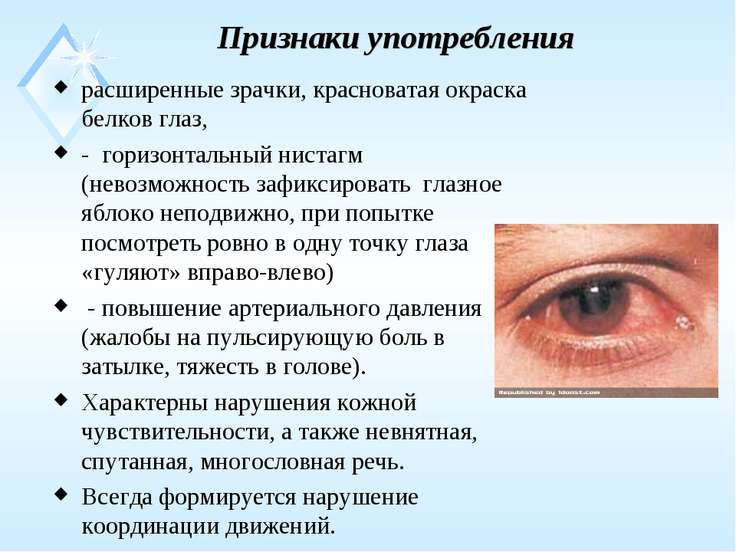 Признаки употребления
расширенные зрачки, красноватая окраска
белков глаз,
- горизонтальный нистагм
(невозможность зафиксировать глазное
яблоко неподвижно, при попытке
посмотреть ровно в одну точку глаза
«гуляют» вправо-влево)
- повышение артериального давления
(жалобы на пульсирующую боль в
затылке, тяжесть в голове).
Характерны нарушения кожной
чувствительности, а также невнятная,
спутанная, многословная речь.
Всегда формируется нарушение
координации движений.
Republished by 1doost.com